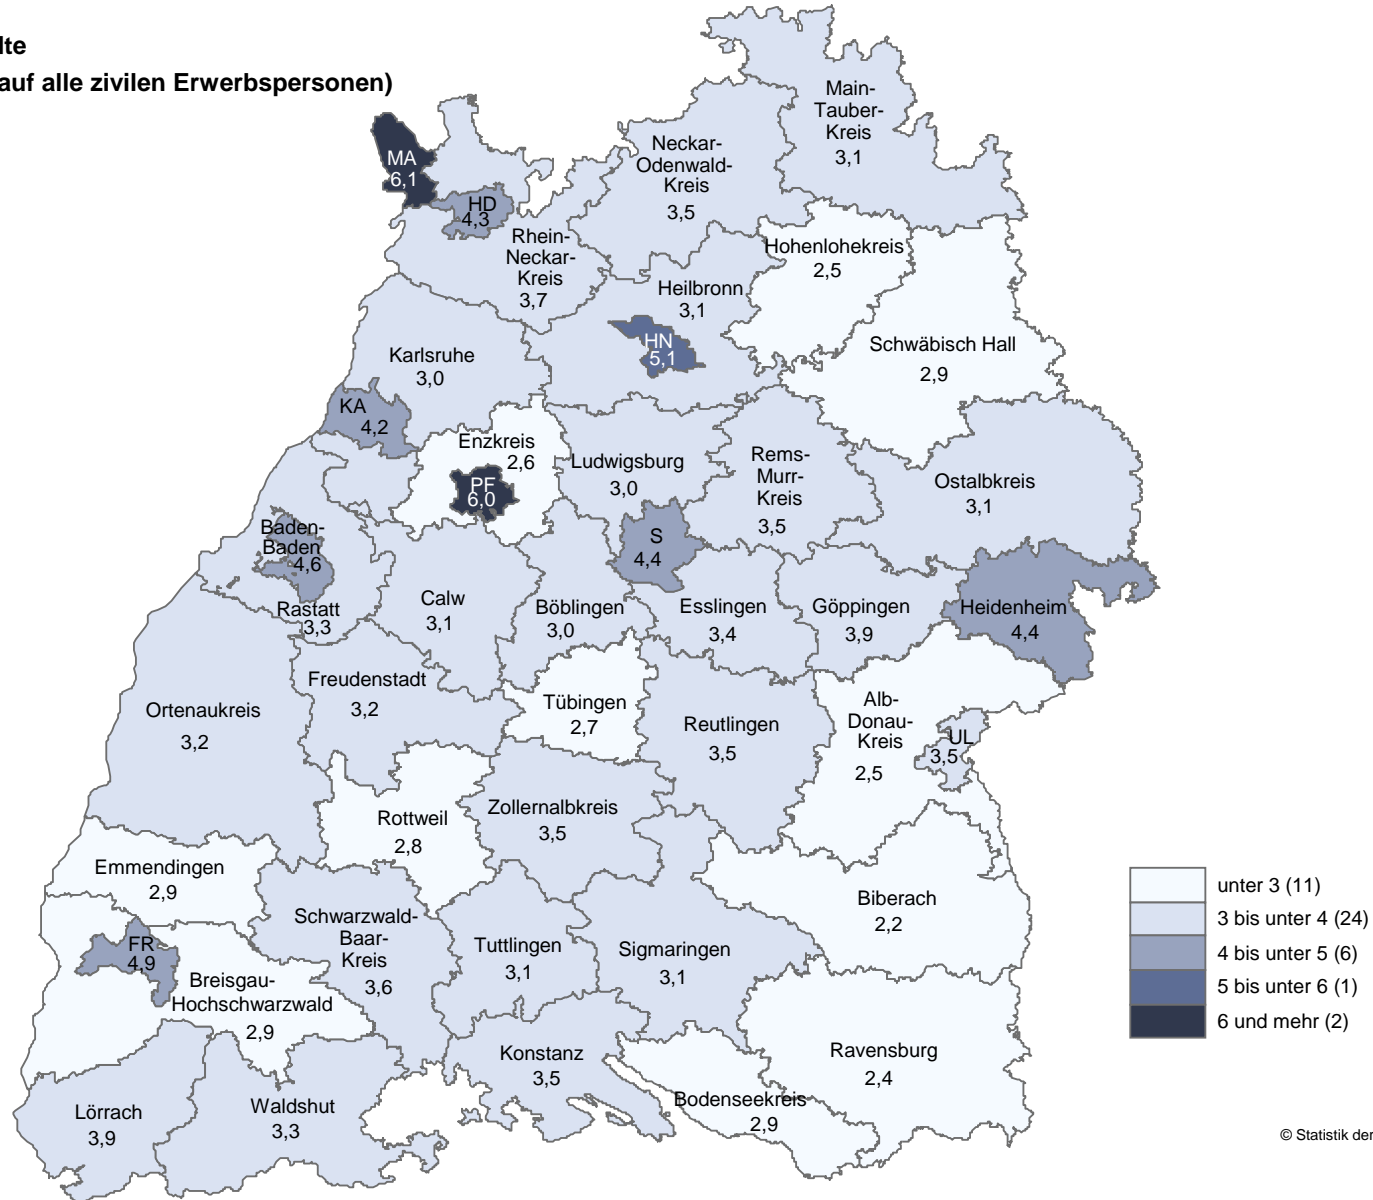 lte
auf alle zivilen Erwerbspersonen)
Main-
Tauber-
Kreis
3,1
Neckar-
Odenwald-
Kreis
3,5
MA
6,1
HD
4,3
Rhein-
Neckar-
Kreis
3,7
Hohenlohekreis
2,5
Heilbronn
3,1
HN
5,1
Schwäbisch Hall
2,9
Karlsruhe
3,0
KA
4,2
Enzkreis
2,6
PF
6,0
Ludwigsburg
3,0
Rems-
Murr-
Kreis
3,5
Ostalbkreis
3,1
Baden-
Baden
4,6
Rastatt
3,3
Calw
3,1
S
4,4
Böblingen
3,0
Esslingen
3,4
Göppingen
3,9
Heidenheim
4,4
Ortenaukreis
3,2
Freudenstadt
3,2
Tübingen
2,7
Reutlingen
3,5
Alb-
Donau-
Kreis
2,5
UL
3,5
Rottweil
2,8
Zollernalbkreis
3,5
Emmendingen
2,9
FR
4,9
Breisgau-
Hochschwarzwald
2,9
Schwarzwald-
Baar-
Kreis
3,6
Tuttlingen
3,1
Sigmaringen
3,1
Biberach
2,2
Lörrach
3,9
Waldshut
3,3
Konstanz
3,5
Bodenseekreis
2,9
Ravensburg
2,4
unter 3 (11)
3 bis unter 4 (24)
4 bis unter 5 (6)
5 bis unter 6 (1)
6 und mehr (2)
© Statistik der